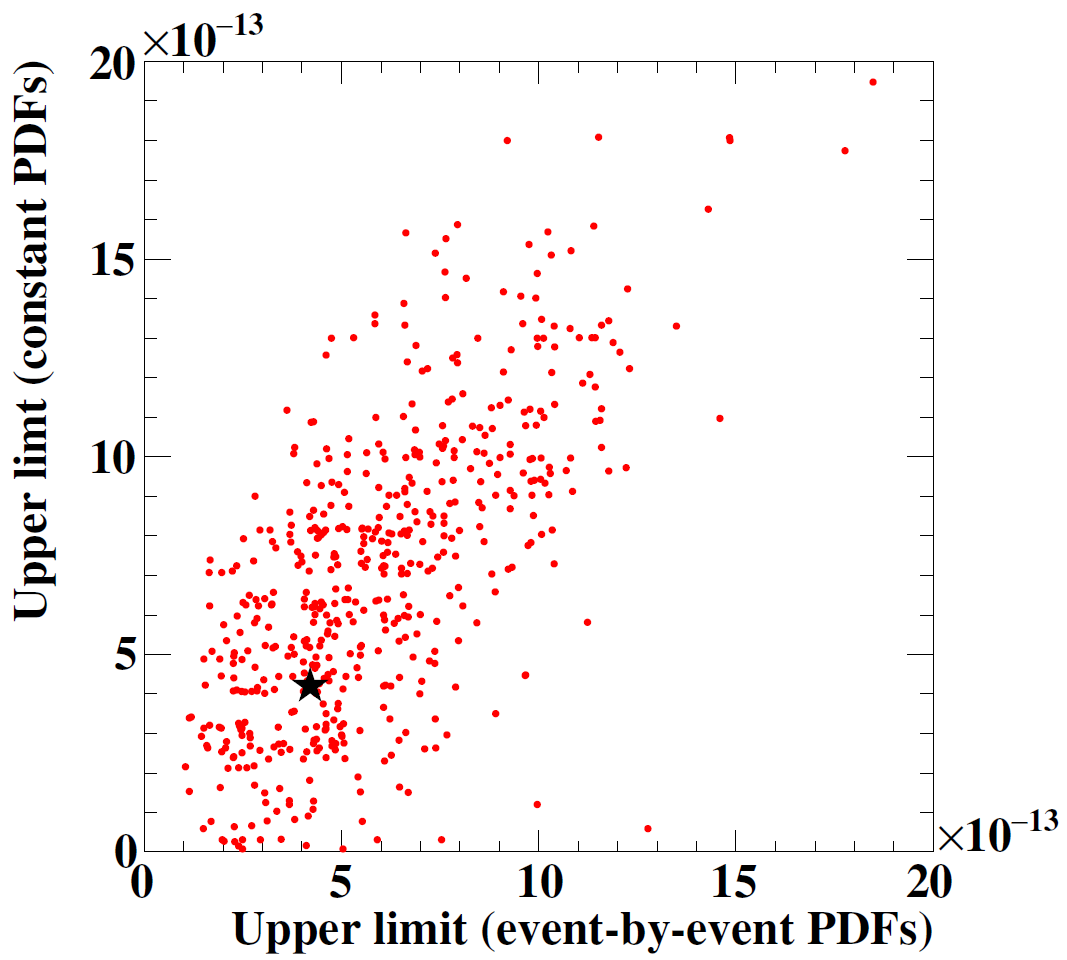 ×10⁻¹³
20
15
10
5
0
Upper limt (constant PDFs)
0 5 10 15 20
×10⁻¹³
Upper limit (event-by-event PDFs)